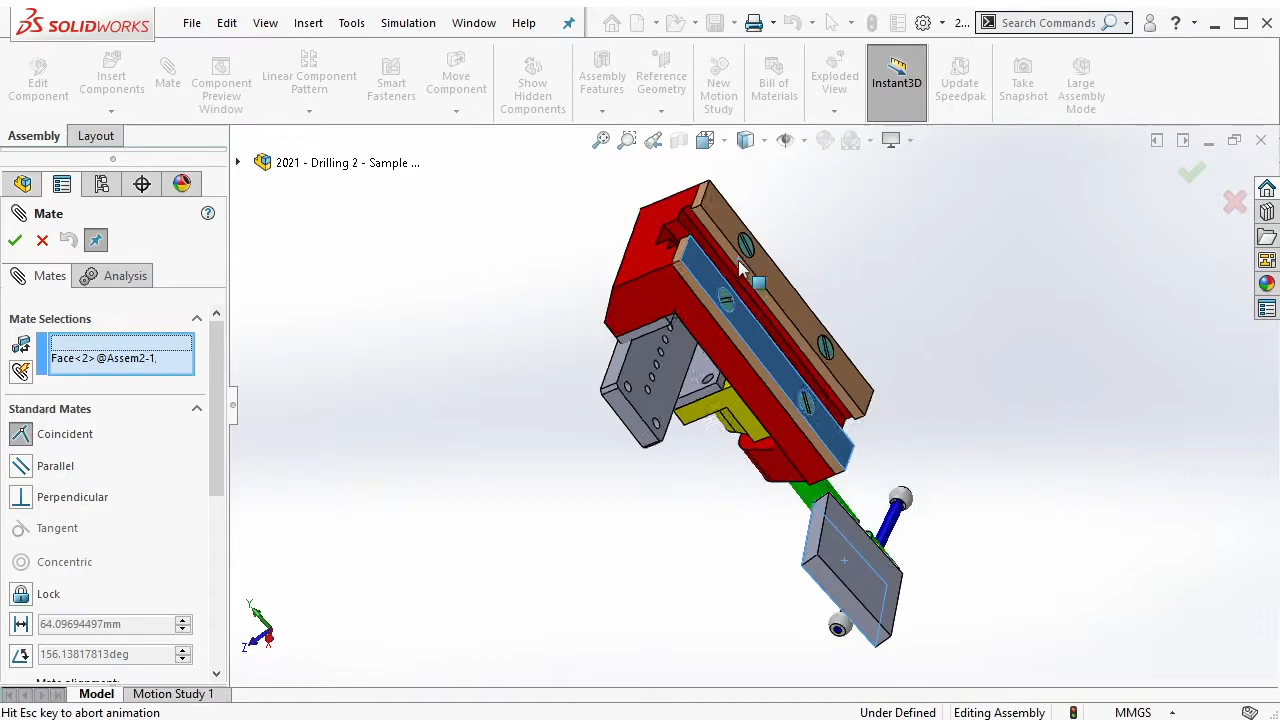 SOLIDWORKS File Edit View Insert Tools Simulation Window Help 2... Search Commands ?
Edit Component
Insert Components
Mate
Component Preview Window
Linear Component Pattern
Smart Fasteners
Move Component
Show Hidden Components
Assembly Features
Reference Geometry
New Motion Study
Bill of Materials
Exploded View
Instant3D
Update Speedpak
Take Snapshot
Large Assembly Mode
Assembly Layout
2021 - Drilling 2 - Sample ...
Mate ?
Mates Analysis
Mate Selections
Face<2>@Assem2-1,
Standard Mates
Coincident
Parallel
Perpendicular
Tangent
Concentric
Lock
64.09694497mm
156.13817813deg
Mate alignment:
Y
Z X
Model Motion Study 1
Hit Esc key to abort animation Under Defined Editing Assembly MMGS